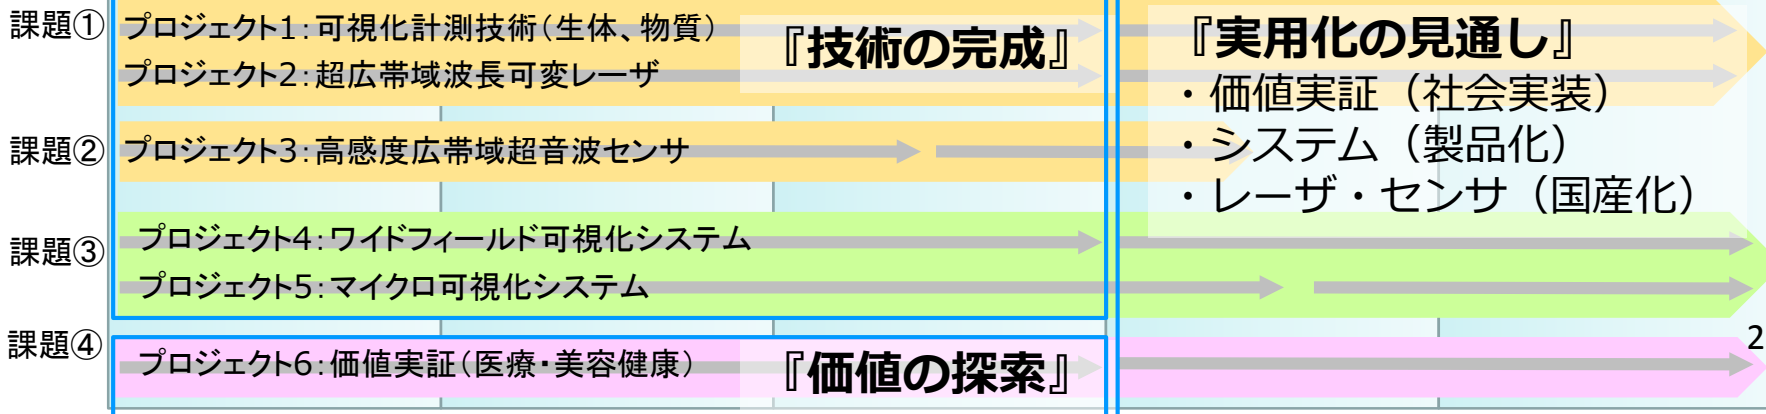 課題①
プロジェクト1:可視化計測技術(生体、物質)
プロジェクト2:超広帯域波長可変レーザ
『技術の完成』
『実用化の見通し』
・価値実証(社会実装)
・システム(製品化)
・レーザ・センサ(国産化)
課題②
プロジェクト3:高感度広帯域超音波センサ
課題③
プロジェクト4:ワイドフィールド可視化システム
プロジェクト5:マイクロ可視化システム
課題④
プロジェクト6:価値実証(医療・美容健康)
『価値の探索』
2